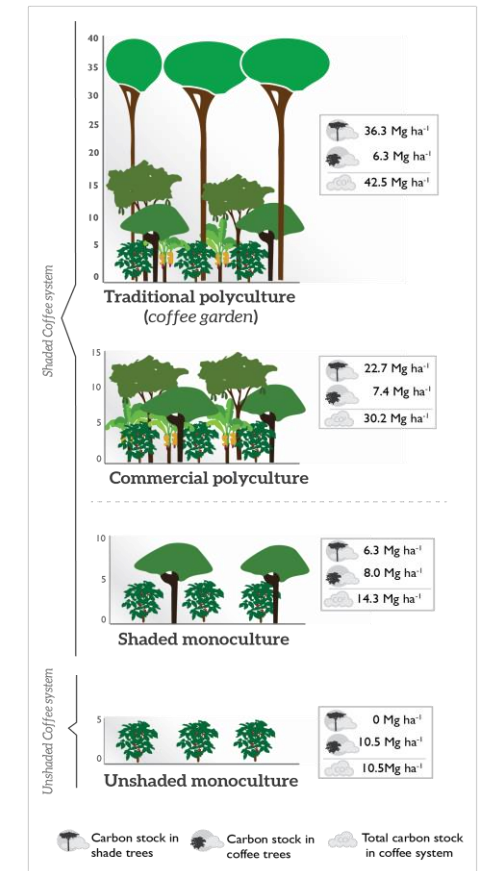 Shaded Coffee system
40
35
30
25
20
15
10
5
0
36.3 Mg ha⁻¹
6.3 Mg ha⁻¹
42.5 Mg ha⁻¹
Traditional polyculture
(coffee garden)
15
10
5
0
22.7 Mg ha⁻¹
7.4 Mg ha⁻¹
30.2 Mg ha⁻¹
Commercial polyculture
10
5
0
6.3 Mg ha⁻¹
8.0 Mg ha⁻¹
14.3 Mg ha⁻¹
Shaded monoculture
Unshaded Coffee system
5
0
0 Mg ha⁻¹
10.5 Mg ha⁻¹
10.5Mg ha⁻¹
Unshaded monoculture
Carbon stock in
shade trees
Carbon stock in
coffee trees
Total carbon stock
in coffee system